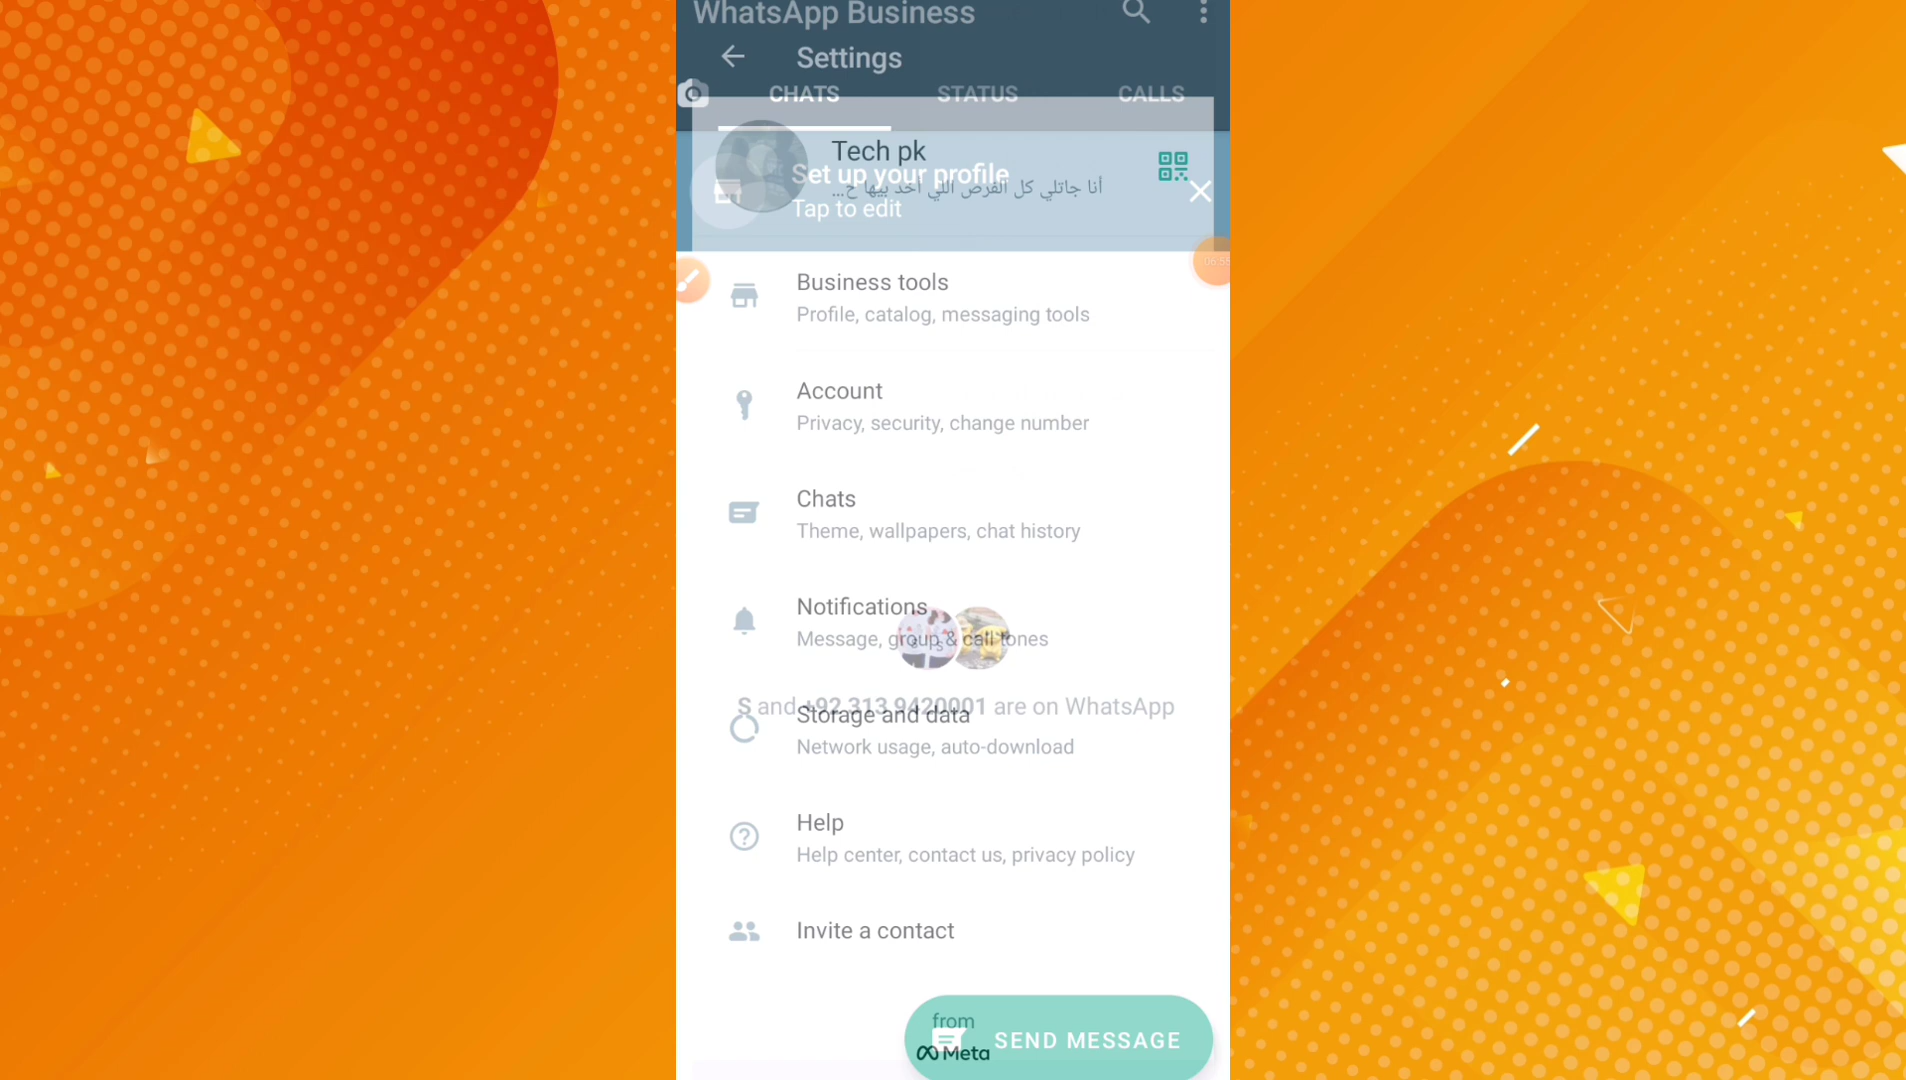 WhatsApp Business
Settings
CHATS
STATUS
CALLS
Tech pk
Set up your profile
أنا جاتلي كل الفرص اللي أخد بيها ح...
Tap to edit
06:55
Business tools
Profile, catalog, messaging tools
Account
Privacy, security, change number
Chats
Theme, wallpapers, chat history
Notifications
Message, group & call tones
S and +92 313 9420001 are on WhatsApp
Storage and data
Network usage, auto-download
Help
Help center, contact us, privacy policy
Invite a contact
from
Meta
SEND MESSAGE